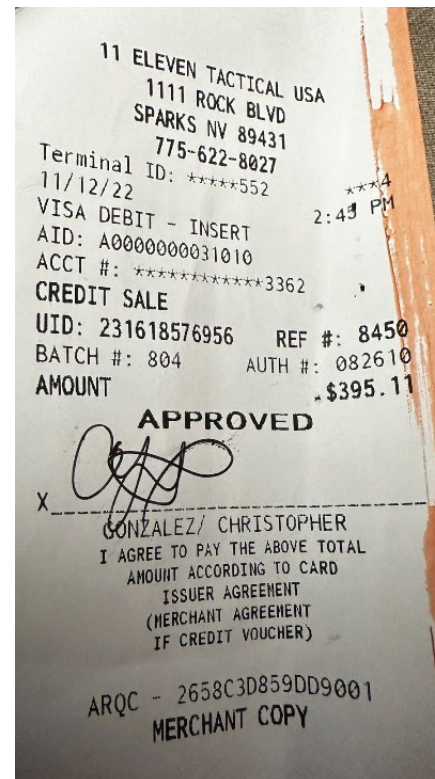 11 ELEVEN TACTICAL USA
1111 ROCK BLVD
SPARKS NV 89431
775-622-8027
Terminal ID: *****552 ***4
11/12/22 2:43 PM
VISA DEBIT - INSERT
AID: A0000000031010
ACCT #: ************3362
CREDIT SALE
UID: 231618576956 REF #: 8450
BATCH #: 804 AUTH #: 082610
AMOUNT $395.11
APPROVED
X
GONZALEZ/ CHRISTOPHER
I AGREE TO PAY THE ABOVE TOTAL
AMOUNT ACCORDING TO CARD
ISSUER AGREEMENT
(MERCHANT AGREEMENT
IF CREDIT VOUCHER)
ARQC - 2658C3D859DD9001
MERCHANT COPY